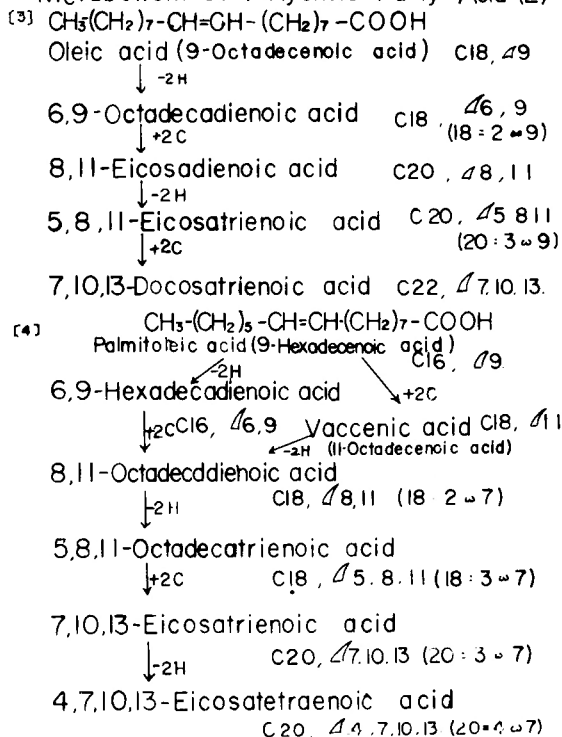 [3] CH₃(CH₂)₇-CH=CH-(CH₂)₇-COOH
Oleic acid (9-Octadecenoic acid) C18, Δ9
-2H
6,9-Octadecadienoic acid C18, Δ6, 9
+2C (18:2ω9)
8,11-Eicosadienoic acid C20, Δ8,11
-2H
5,8,11-Eicosatrienoic acid C20, Δ5 8 11
+2C (20:3ω9)
7,10,13-Docosatrienoic acid C22, Δ7.10.13.
[4] CH₃-(CH₂)₅-CH=CH-(CH₂)₇-COOH
Palmitoleic acid (9-Hexadecenoic acid)
-2H C16, Δ9
6,9-Hexadecadienoic acid +2C
+2C C16, Δ6,9 Vaccenic acid C18, Δ11
-2H (11-Octadecenoic acid)
8,11-Octadecddienoic acid
-2H C18, Δ8,11 (18 2ω7)
5,8,11-Octadecatrienoic acid
+2C C18, Δ5.8.11 (18:3ω7)
7,10,13-Eicosatrienoic acid
-2H C20, Δ7.10.13 (20:3ω7)
4,7,10,13-Eicosatetraenoic acid
C20, Δ4,7,10,13 (20=4ω7)